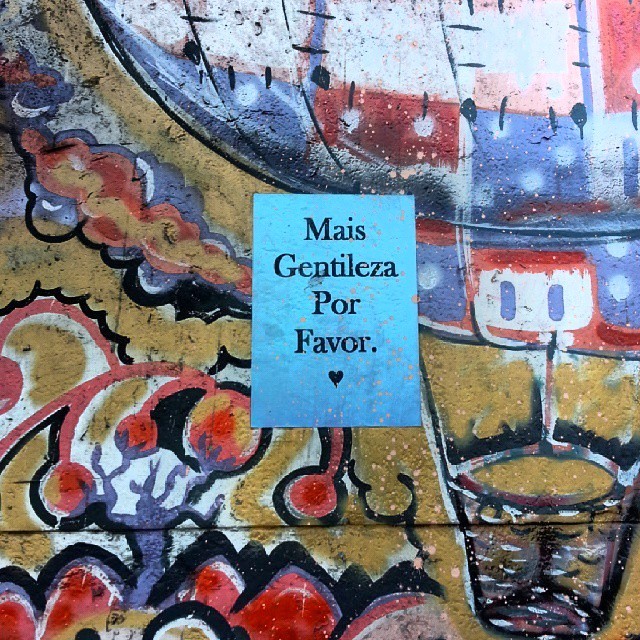 Mais
Gentileza
Por
Favor.